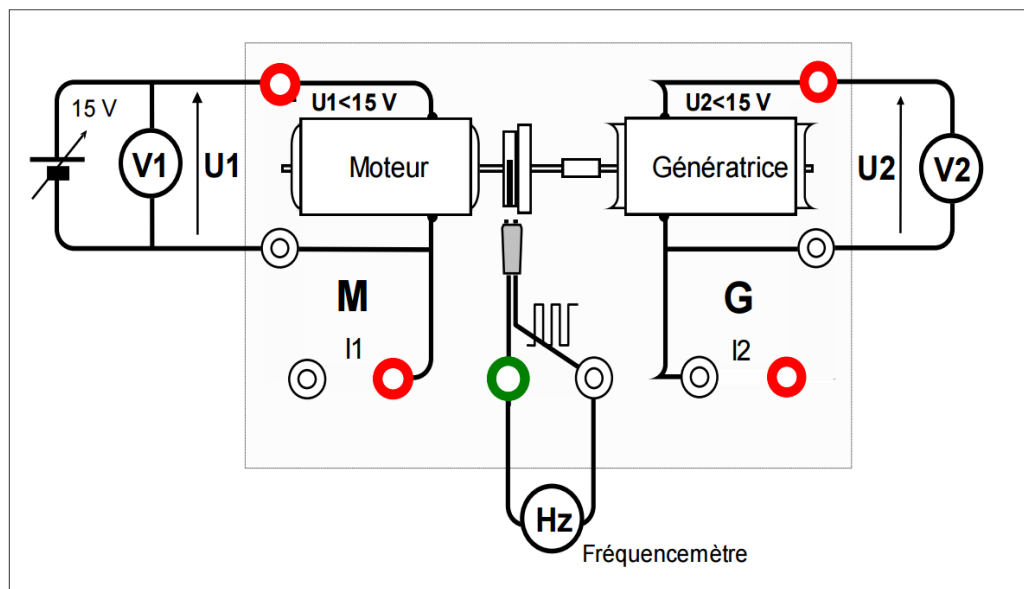 15 V
V1
U1
U1<15 V
Moteur
U2<15 V
Génératrice
U2
V2
M
I1
G
I2
Hz
Fréquencemètre